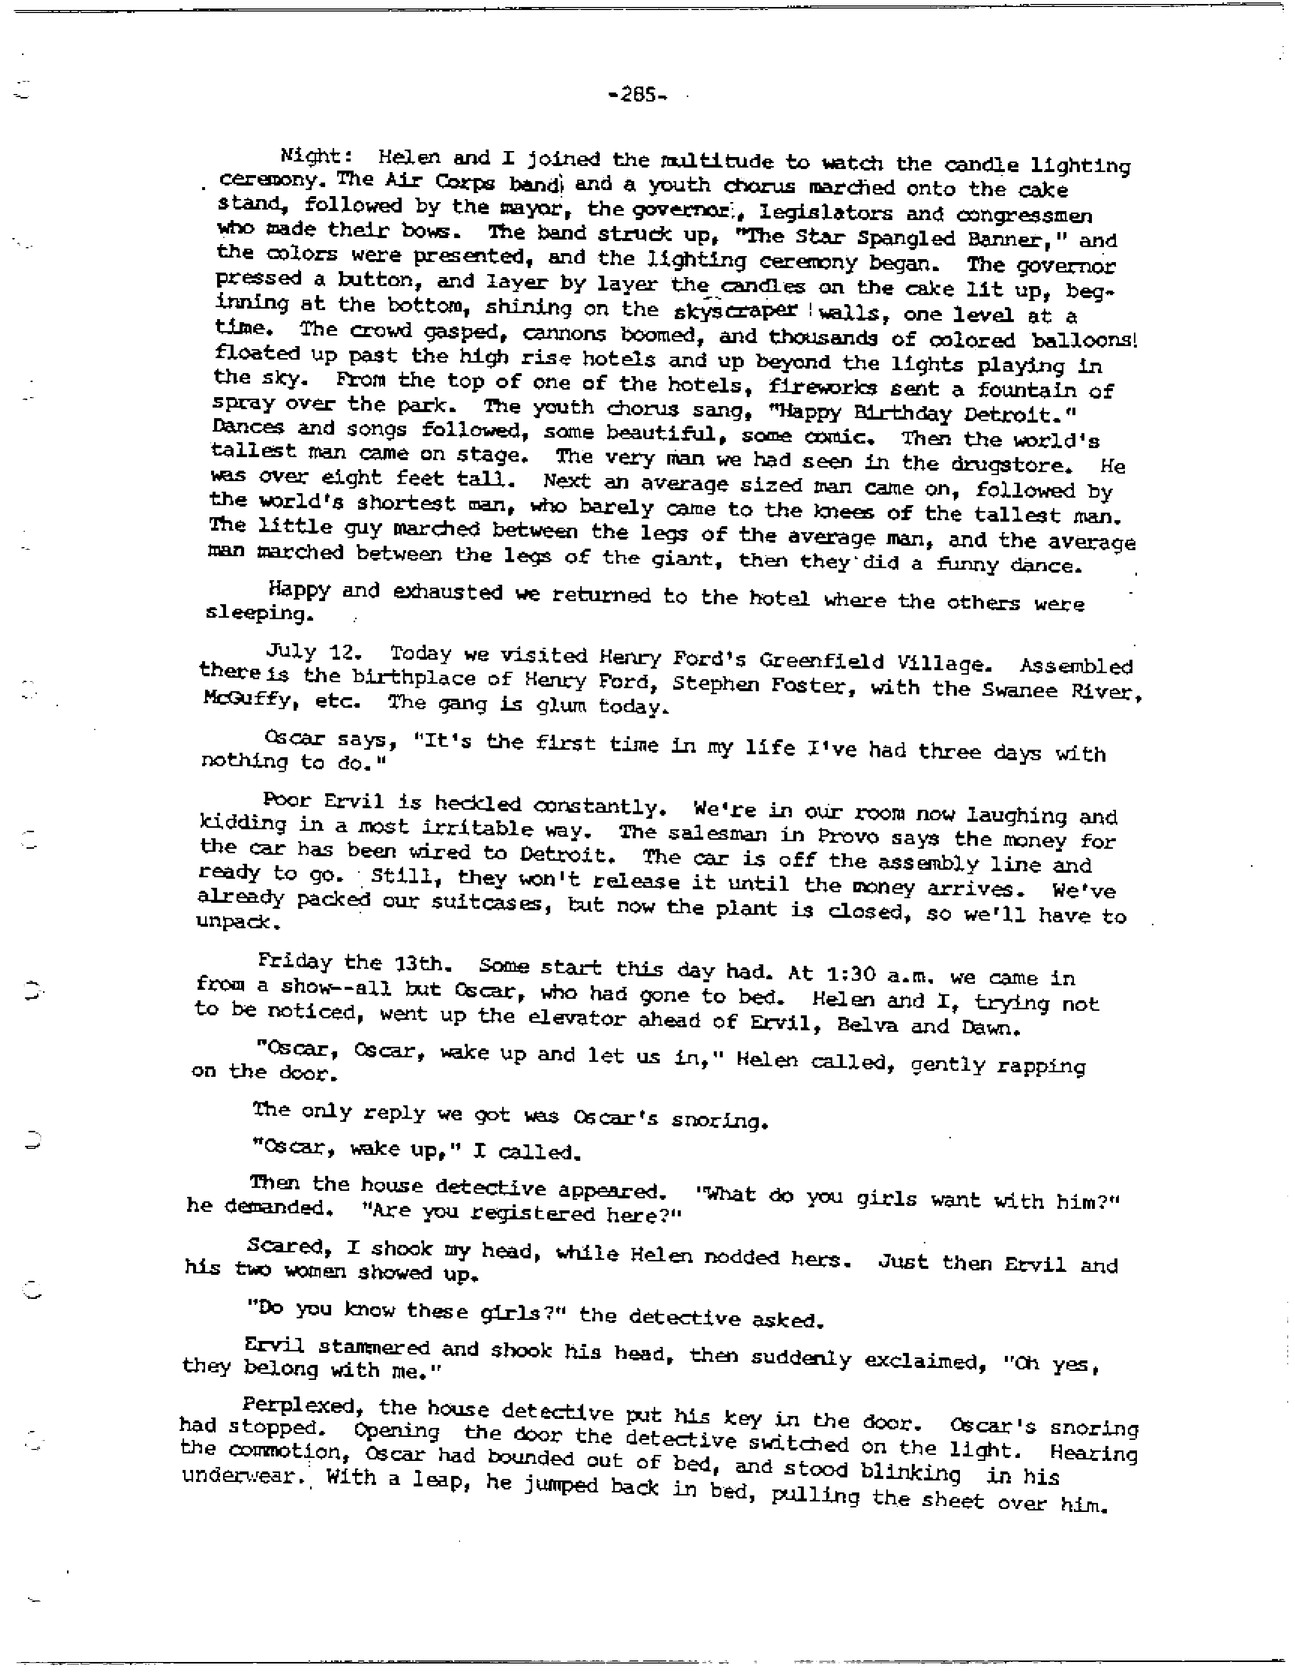 -285-
Night: Helen and I joined the multitude to watch the candle lighting
ceremony. The Air Corps band and a youth chorus marched onto the cake
stand, followed by the mayor, the governor, legislators and congressmen
who made their bows. The band struck up, "The Star Spangled Banner," and
the colors were presented, and the lighting ceremony began. The governor
pressed a button, and layer by layer the candles on the cake lit up, beg-
inning at the bottom, shining on the skyscraper walls, one level at a
time. The crowd gasped, cannons boomed, and thousands of colored balloons!
floated up past the high rise hotels and up beyond the lights playing in
the sky. From the top of one of the hotels, fireworks sent a fountain of
spray over the park. The youth chorus sang, "Happy Birthday Detroit."
Dances and songs followed, some beautiful, some comic. Then the world's
tallest man came on stage. The very man we had seen in the drugstore. He
was over eight feet tall. Next an average sized man came on, followed by
the world's shortest man, who barely came to the knees of the tallest man.
The little guy marched between the legs of the average man, and the average
man marched between the legs of the giant, then they did a funny dance.
Happy and exhausted we returned to the hotel where the others were
sleeping.
July 12. Today we visited Henry Ford's Greenfield Village. Assembled
there is the birthplace of Henry Ford, Stephen Foster, with the Swanee River,
McGuffy, etc. The gang is glum today.
Oscar says, "It's the first time in my life I've had three days with
nothing to do."
Poor Ervil is heckled constantly. We're in our room now laughing and
kidding in a most irritable way. The salesman in Provo says the money for
the car has been wired to Detroit. The car is off the assembly line and
ready to go. Still, they won't release it until the money arrives. We've
already packed our suitcases, but now the plant is closed, so we'll have to
unpack.
Friday the 13th. Some start this day had. At 1:30 a.m. we came in
from a show--all but Oscar, who had gone to bed. Helen and I, trying not
to be noticed, went up the elevator ahead of Ervil, Belva and Dawn.
"Oscar, Oscar, wake up and let us in," Helen called, gently rapping
on the door.
The only reply we got was Oscar's snoring.
"Oscar, wake up," I called.
Then the house detective appeared. "What do you girls want with him?"
he demanded. "Are you registered here?"
Scared, I shook my head, while Helen nodded hers. Just then Ervil and
his two women showed up.
"Do you know these girls?" the detective asked.
Ervil stammered and shook his head, then suddenly exclaimed, "Oh yes,
they belong with me."
Perplexed, the house detective put his key in the door. Oscar's snoring
had stopped. Opening the door the detective switched on the light. Hearing
the commotion, Oscar had bounded out of bed, and stood blinking in his
underwear. With a leap, he jumped back in bed, pulling the sheet over him.